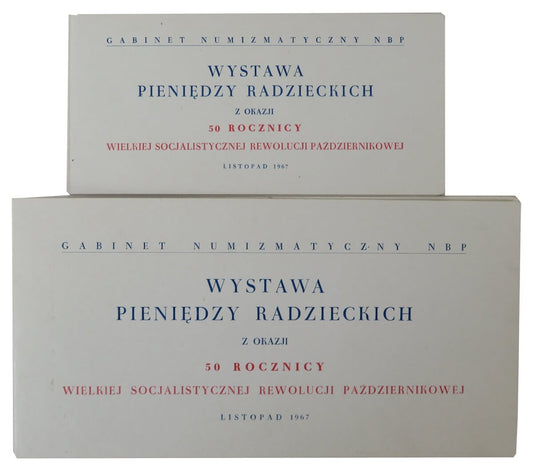 GABINET NUMIZMATYCZNY NBP
WYSTAWA
PIENIĘDZY RADZIECKICH
Z OKAZJI
50 ROCZNICY
WIELKIEJ SOCJALISTYCZNEJ REWOLUCJI PAŹDZIERNIKOWEJ
LISTOPAD 1967
GABINET NUMIZMATYCZNY NBP
WYSTAWA
PIENIĘDZY RADZIECKICH
Z OKAZJI
50 ROCZNICY
WIELKIEJ SOCJALISTYCZNEJ REWOLUCJI PAŹDZIERNIKOWEJ
LISTOPAD 1967